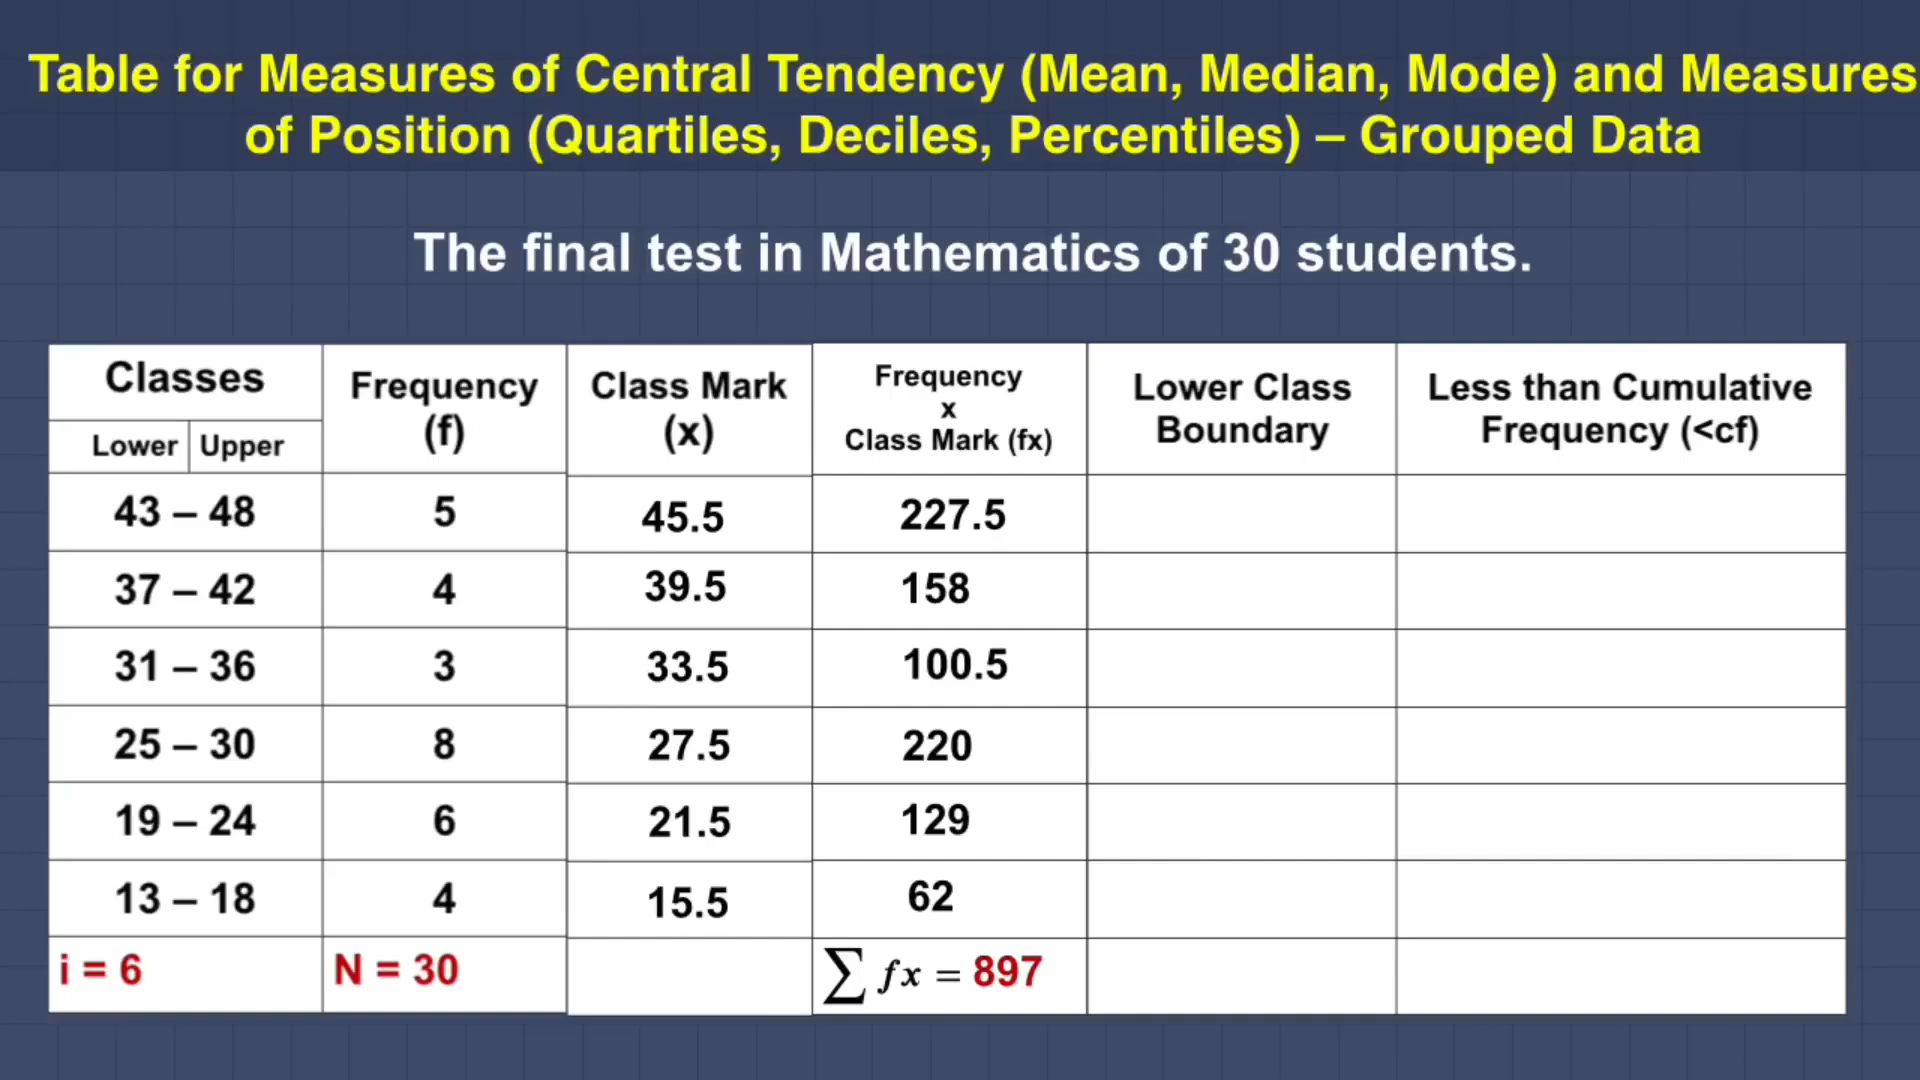 Table for Measures of Central Tendency (Mean, Median, Mode) and Measures
of Position (Quartiles, Deciles, Percentiles) – Grouped Data
The final test in Mathematics of 30 students.
Classes
Lower Upper
Frequency
(f)
Class Mark
(x)
Frequency
x
Class Mark (fx)
Lower Class
Boundary
Less than Cumulative
Frequency (<cf)
43 – 48 5 45.5 227.5
37 – 42 4 39.5 158
31 – 36 3 33.5 100.5
25 – 30 8 27.5 220
19 – 24 6 21.5 129
13 – 18 4 15.5 62
i = 6 N = 30 ∑ fx = 897